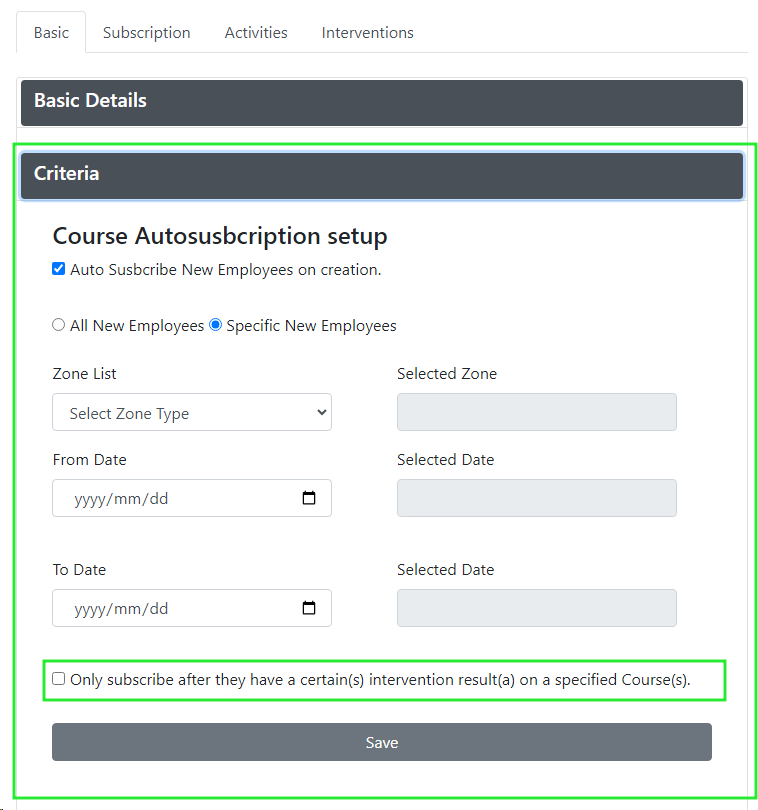 Basic Subscription Activities Interventions
Basic Details
Criteria
Course Autosusbcription setup
Auto Susbcribe New Employees on creation.
All New Employees Specific New Employees
Zone List Selected Zone
Select Zone Type
From Date Selected Date
yyyy/mm/dd
To Date Selected Date
yyyy/mm/dd
Only subscribe after they have a certain(s) intervention result(a) on a specified Course(s).
Save